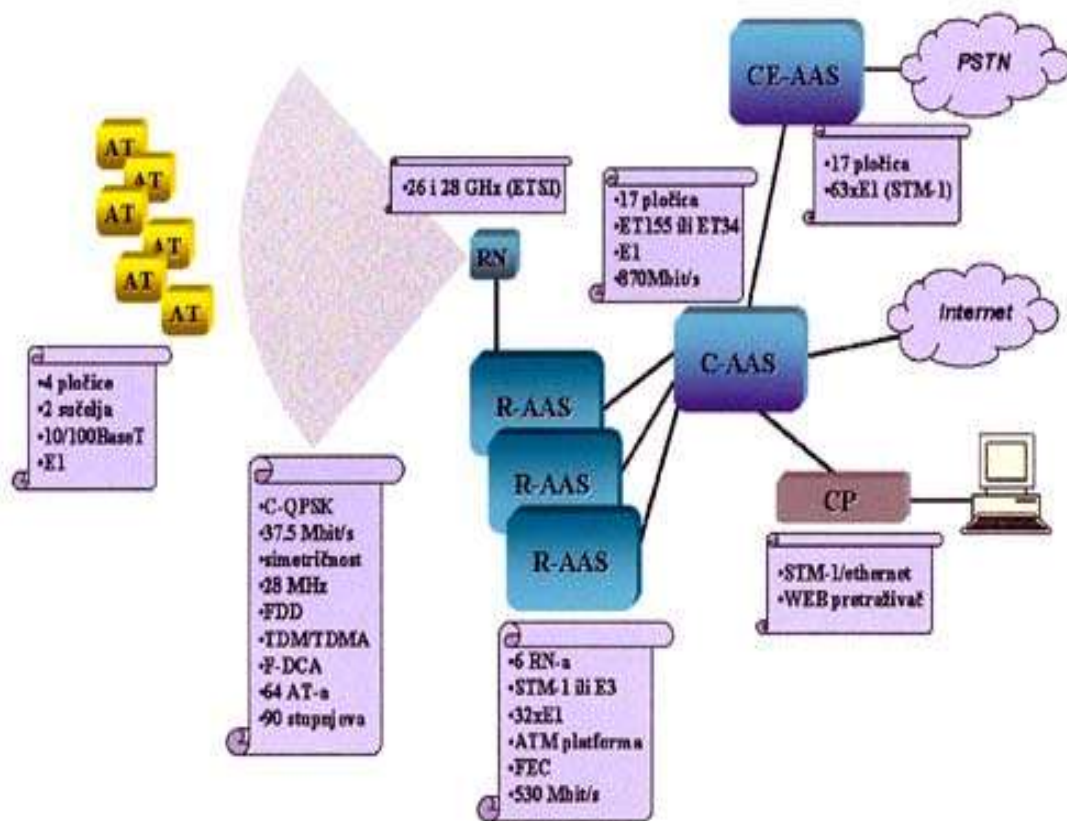 CE-AAS
PSTN
AT
AT
AT
AT
AT
AT
•26 i 28 GHz (ETSI)
•17 pločica
•ET155 ili ET34
•E1
•870Mbit/s
•17 pločica
•63xE1 (STM-1)
RN
Internet
C-AAS
•4 pločice
•2 sučelja
•10/100BaseT
•E1
R-AAS
R-AAS
R-AAS
CP
•C-QPSK
•37.5 Mbit/s
•simetričnost
•28 MHz
•FDD
•TDM/TDMA
•F-DCA
•64 AT-a
•90 stupnjeva
•STM-1/ethernet
•WEB pretraživač
•6 RN-a
•STM-1 ili E3
•32xE1
•ATM platforma
•FEC
•530 Mbit/s